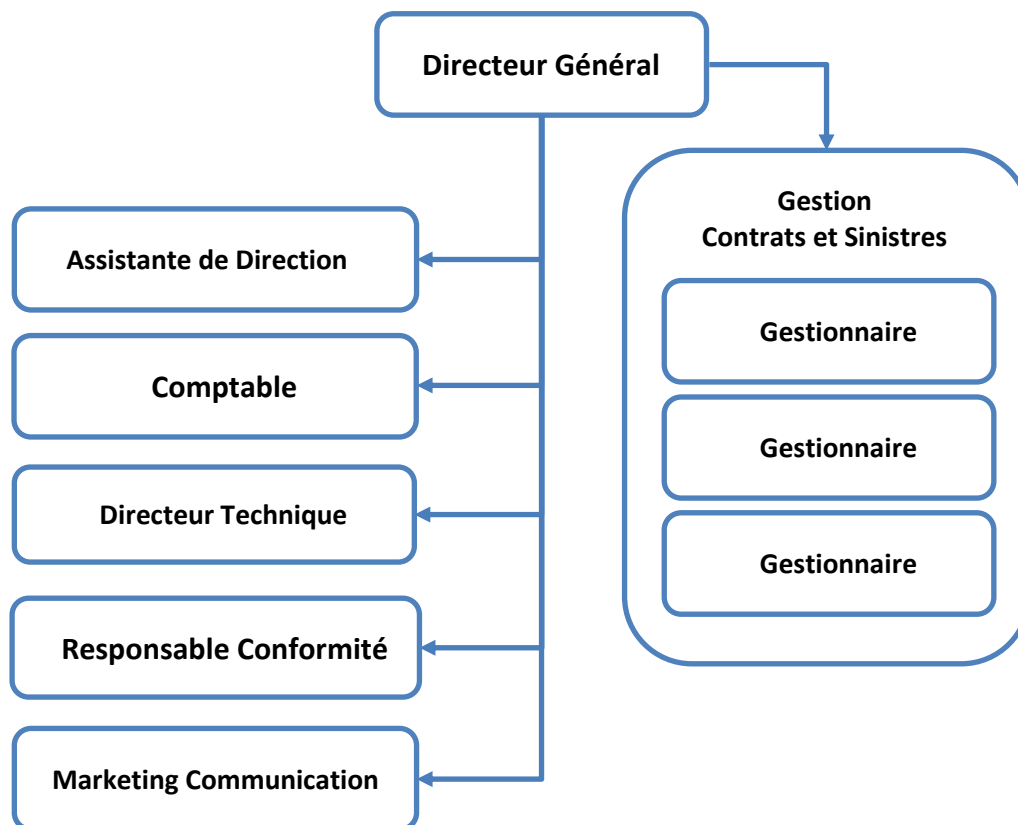 Directeur Général
Gestion
Contrats et Sinistres
Assistante de Direction
Gestionnaire
Comptable
Gestionnaire
Directeur Technique
Gestionnaire
Responsable Conformité
Marketing Communication